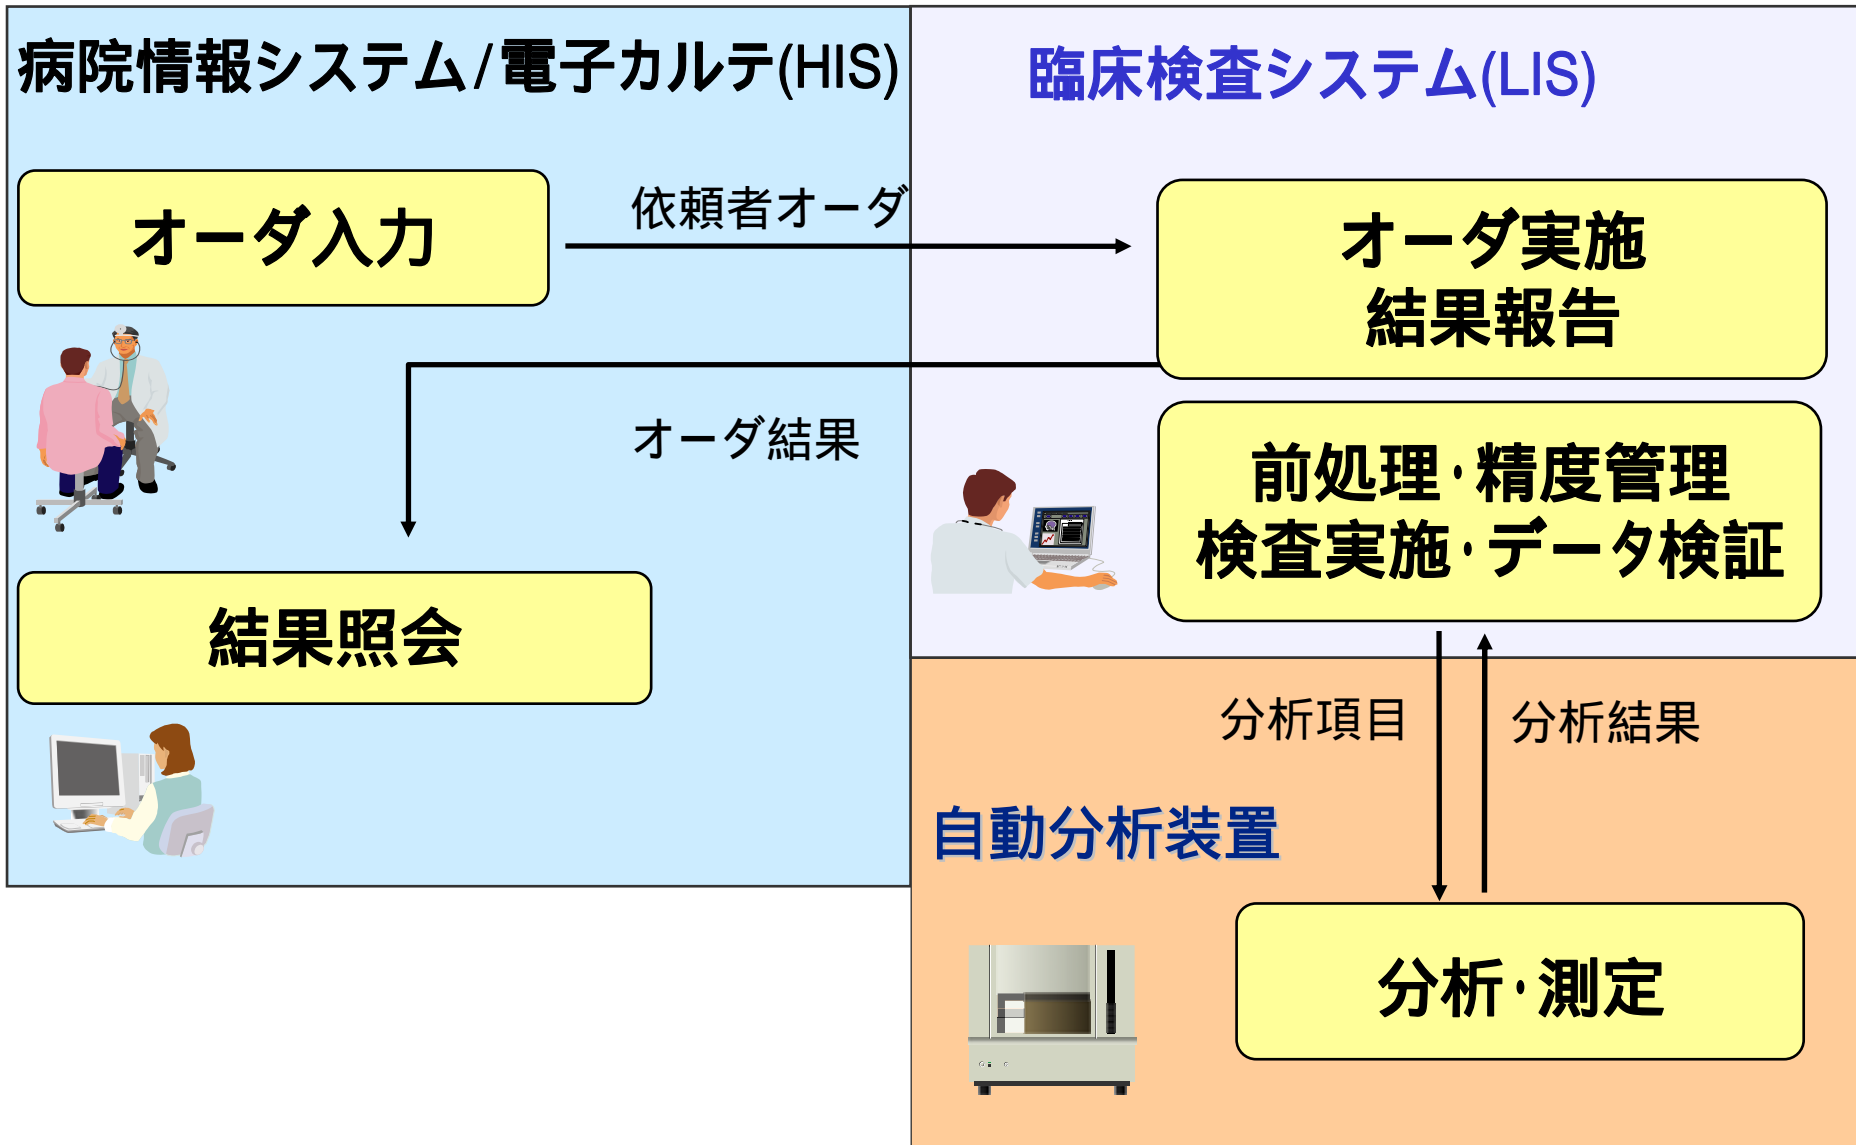 病院情報システム/電子カルテ(HIS)
臨床検査システム(LIS)
オーダ入力
依頼者オーダ
オーダ実施
結果報告
オーダ結果
前処理・精度管理
検査実施・データ検証
結果照会
分析項目
分析結果
自動分析装置
分析・測定